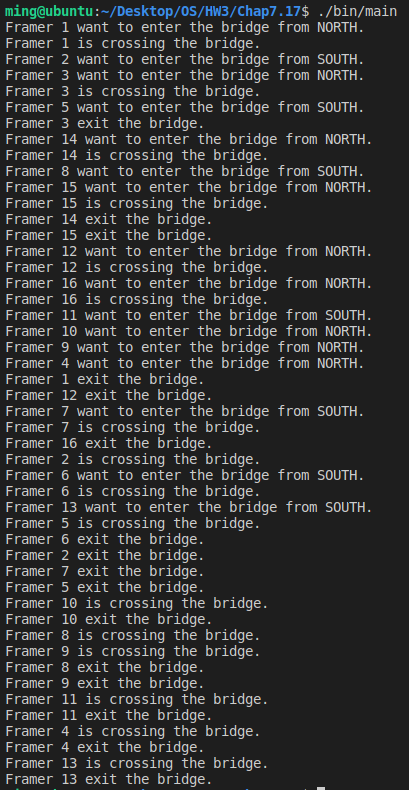 ming@ubuntu:~/Desktop/OS/HW3/Chap7.17$ ./bin/main
Framer 1 want to enter the bridge from NORTH.
Framer 1 is crossing the bridge.
Framer 2 want to enter the bridge from SOUTH.
Framer 3 want to enter the bridge from NORTH.
Framer 3 is crossing the bridge.
Framer 5 want to enter the bridge from SOUTH.
Framer 3 exit the bridge.
Framer 14 want to enter the bridge from NORTH.
Framer 14 is crossing the bridge.
Framer 8 want to enter the bridge from SOUTH.
Framer 15 want to enter the bridge from NORTH.
Framer 15 is crossing the bridge.
Framer 14 exit the bridge.
Framer 15 exit the bridge.
Framer 12 want to enter the bridge from NORTH.
Framer 12 is crossing the bridge.
Framer 16 want to enter the bridge from NORTH.
Framer 16 is crossing the bridge.
Framer 11 want to enter the bridge from SOUTH.
Framer 10 want to enter the bridge from NORTH.
Framer 9 want to enter the bridge from NORTH.
Framer 4 want to enter the bridge from NORTH.
Framer 1 exit the bridge.
Framer 12 exit the bridge.
Framer 7 want to enter the bridge from SOUTH.
Framer 7 is crossing the bridge.
Framer 16 exit the bridge.
Framer 2 is crossing the bridge.
Framer 6 want to enter the bridge from SOUTH.
Framer 6 is crossing the bridge.
Framer 13 want to enter the bridge from SOUTH.
Framer 5 is crossing the bridge.
Framer 6 exit the bridge.
Framer 2 exit the bridge.
Framer 7 exit the bridge.
Framer 5 exit the bridge.
Framer 10 is crossing the bridge.
Framer 10 exit the bridge.
Framer 8 is crossing the bridge.
Framer 9 is crossing the bridge.
Framer 8 exit the bridge.
Framer 9 exit the bridge.
Framer 11 is crossing the bridge.
Framer 11 exit the bridge.
Framer 4 is crossing the bridge.
Framer 4 exit the bridge.
Framer 13 is crossing the bridge.
Framer 13 exit the bridge.